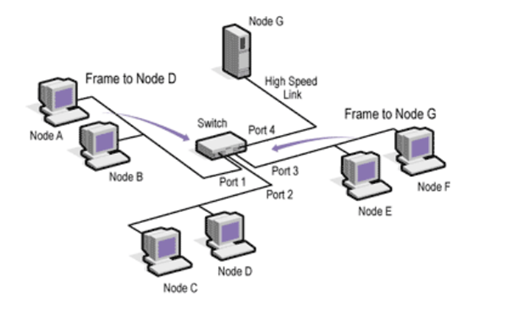 Node G
Frame to Node D
High Speed
Link
Frame to Node G
Node A
Switch
Port 4
Node B
Port 1
Port 3
Node F
Port 2
Node E
Node D
Node C